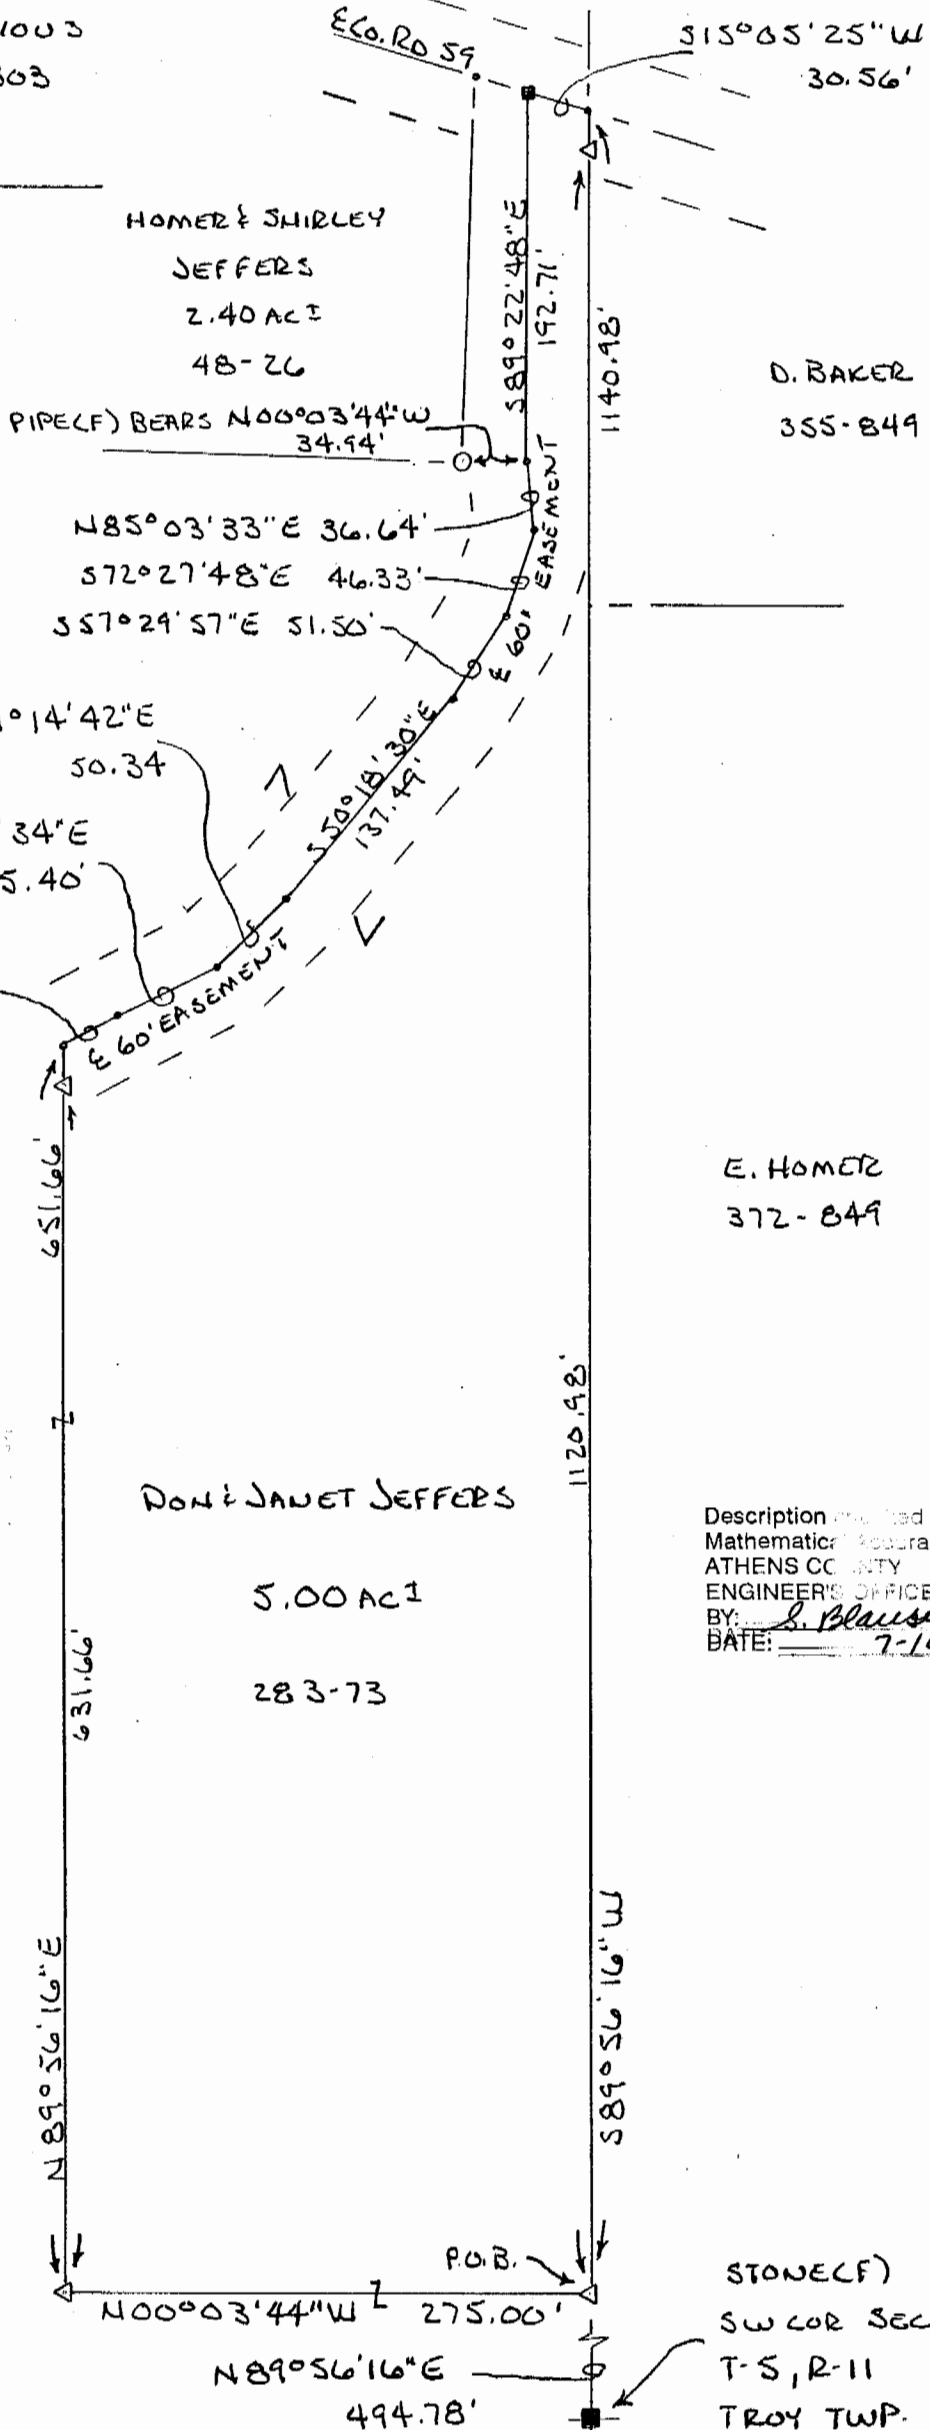 S15°05'25"W
30.56'
℄ CO. RD 59
HOMER & SHIRLEY
JEFFERS
2.40 AC±
48-26
S89°22'48"E
192.71'
1140.98'
D. BAKER
355-849
PIPE(F) BEARS N00°03'44"W
34.94'
N85°03'33"E 36.64'
S72°27'48"E 46.33'
S57°29'57"E 51.50'
℄ 60' EASEMENT
°14'42"E
50.34
S50°18'30"E
137.49'
'34"E
5.40'
℄ 60' EASEMENT
651.66'
E. HOMER
372-849
1120.98'
DON & JANET JEFFERS
5.00 AC±
283-73
631.66'
Description
Mathematical
ATHENS COUNTY
ENGINEER'S OFFICE
BY: S.
DATE:
N89°56'16"E
S89°56'16"W
P.O.B.
N00°03'44"W 275.00'
N89°56'16"E
494.78'
STONE(F)
SW COR SEC
T-5, R-11
TROY TWP.